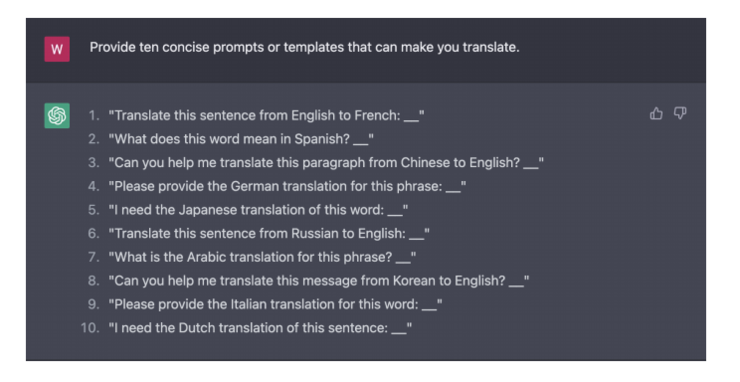 W
Provide ten concise prompts or templates that can make you translate.
1. "Translate this sentence from English to French: __"
2. "What does this word mean in Spanish? __"
3. "Can you help me translate this paragraph from Chinese to English? __"
4. "Please provide the German translation for this phrase: __"
5. "I need the Japanese translation of this word: __"
6. "Translate this sentence from Russian to English: __"
7. "What is the Arabic translation for this phrase? __"
8. "Can you help me translate this message from Korean to English? __"
9. "Please provide the Italian translation for this word: __"
10. "I need the Dutch translation of this sentence: __"